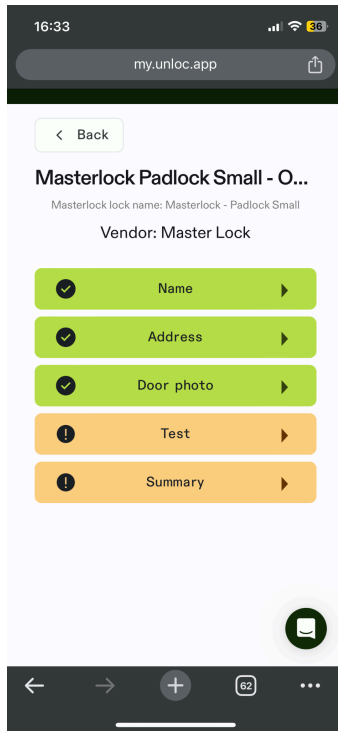 16:33
36
my.unloc.app
Back
Masterlock Padlock Small - O...
Masterlock lock name: Masterlock - Padlock Small
Vendor: Master Lock
Name
Address
Door photo
Test
Summary
62